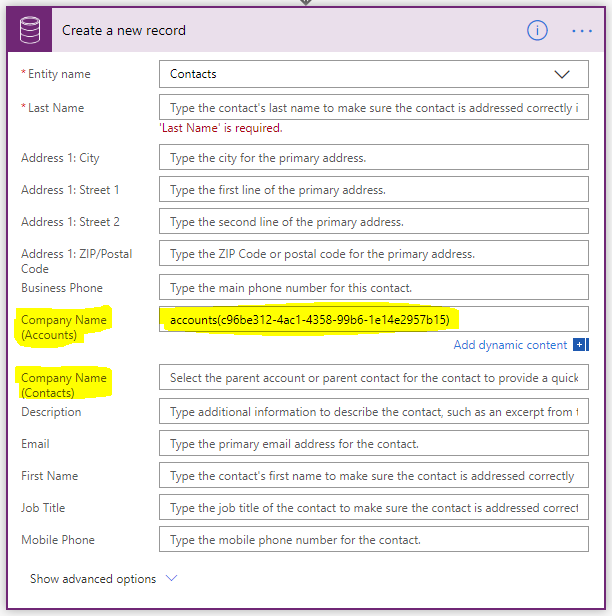 Create a new record
* Entity name
Contacts
* Last Name
Type the contact's last name to make sure the contact is addressed correctly i
'Last Name' is required.
Address 1: City
Type the city for the primary address.
Address 1: Street 1
Type the first line of the primary address.
Address 1: Street 2
Type the second line of the primary address.
Address 1: ZIP/Postal
Code
Type the ZIP Code or postal code for the primary address.
Business Phone
Type the main phone number for this contact.
Company Name
(Accounts)
accounts(c96be312-4ac1-4358-99b6-1e14e2957b15)
Add dynamic content
Company Name
(Contacts)
Select the parent account or parent contact for the contact to provide a quick
Description
Type additional information to describe the contact, such as an excerpt from t
Email
Type the primary email address for the contact.
First Name
Type the contact's first name to make sure the contact is addressed correctly
Job Title
Type the job title of the contact to make sure the contact is addressed correct
Mobile Phone
Type the mobile phone number for the contact.
Show advanced options